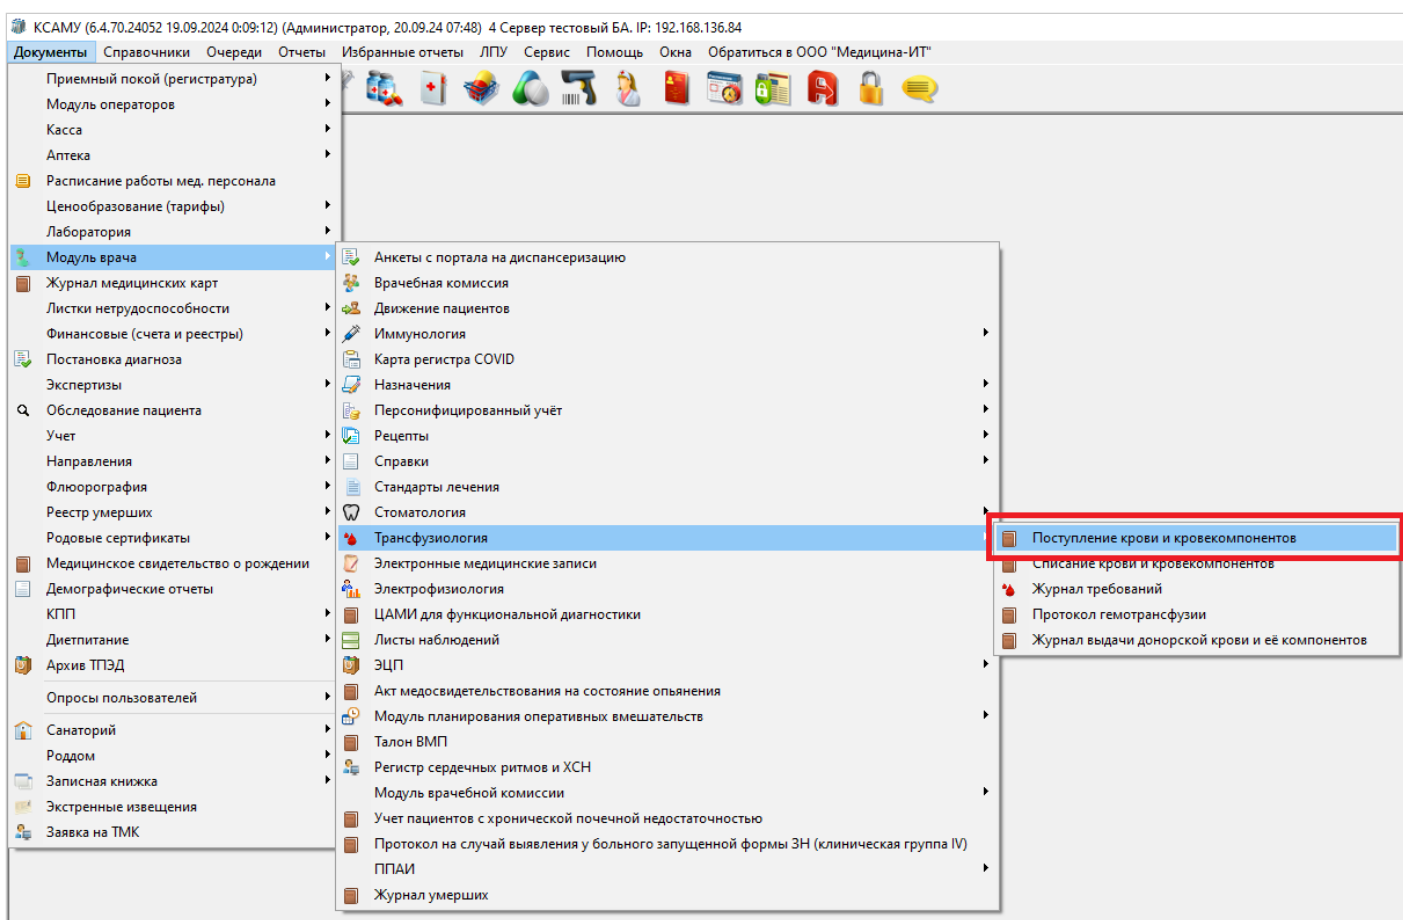 КСАМУ (6.4.70.24052 19.09.2024 0:09:12) (Администратор, 20.09.24 07:48) 4 Сервер тестовый БА. IP: 192.168.136.84
Документы Справочники Очереди Отчеты Избранные отчеты ЛПУ Сервис Помощь Окна Обратиться в ООО "Медицина-ИТ"
Приемный покой (регистратура)
Модуль операторов
Касса
Аптека
Расписание работы мед. персонала
Ценообразование (тарифы)
Лаборатория
Модуль врача
Журнал медицинских карт
Листки нетрудоспособности
Финансовые (счета и реестры)
Постановка диагноза
Экспертизы
Обследование пациента
Учет
Направления
Флюорография
Реестр умерших
Родовые сертификаты
Медицинское свидетельство о рождении
Демографические отчеты
КПП
Диетпитание
Архив ТПЭД
Опросы пользователей
Санаторий
Роддом
Записная книжка
Экстренные извещения
Заявка на ТМК
Анкеты с портала на диспансеризацию
Врачебная комиссия
Движение пациентов
Иммунология
Карта регистра COVID
Назначения
Персонифицированный учёт
Рецепты
Справки
Стандарты лечения
Стоматология
Трансфузиология
Электронные медицинские записи
Электрофизиология
ЦАМИ для функциональной диагностики
Листы наблюдений
ЭЦП
Акт медосвидетельствования на состояние опьянения
Модуль планирования оперативных вмешательств
Талон ВМП
Регистр сердечных ритмов и ХСН
Модуль врачебной комиссии
Учет пациентов с хронической почечной недостаточностью
Протокол на случай выявления у больного запущенной формы ЗН (клиническая группа IV)
ППАИ
Журнал умерших
Поступление крови и кровекомпонентов
Списание крови и кровекомпонентов
Журнал требований
Протокол гемотрансфузии
Журнал выдачи донорской крови и её компонентов